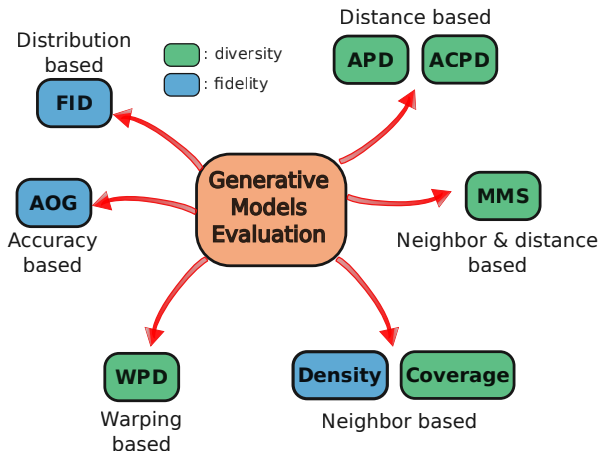 Distance based
APD
ACPD
Distribution
based
FID
: diversity
: fidelity
Generative
Models
Evaluation
AOG
Accuracy
based
MMS
Neighbor & distance
based
WPD
Warping
based
Density
Coverage
Neighbor based